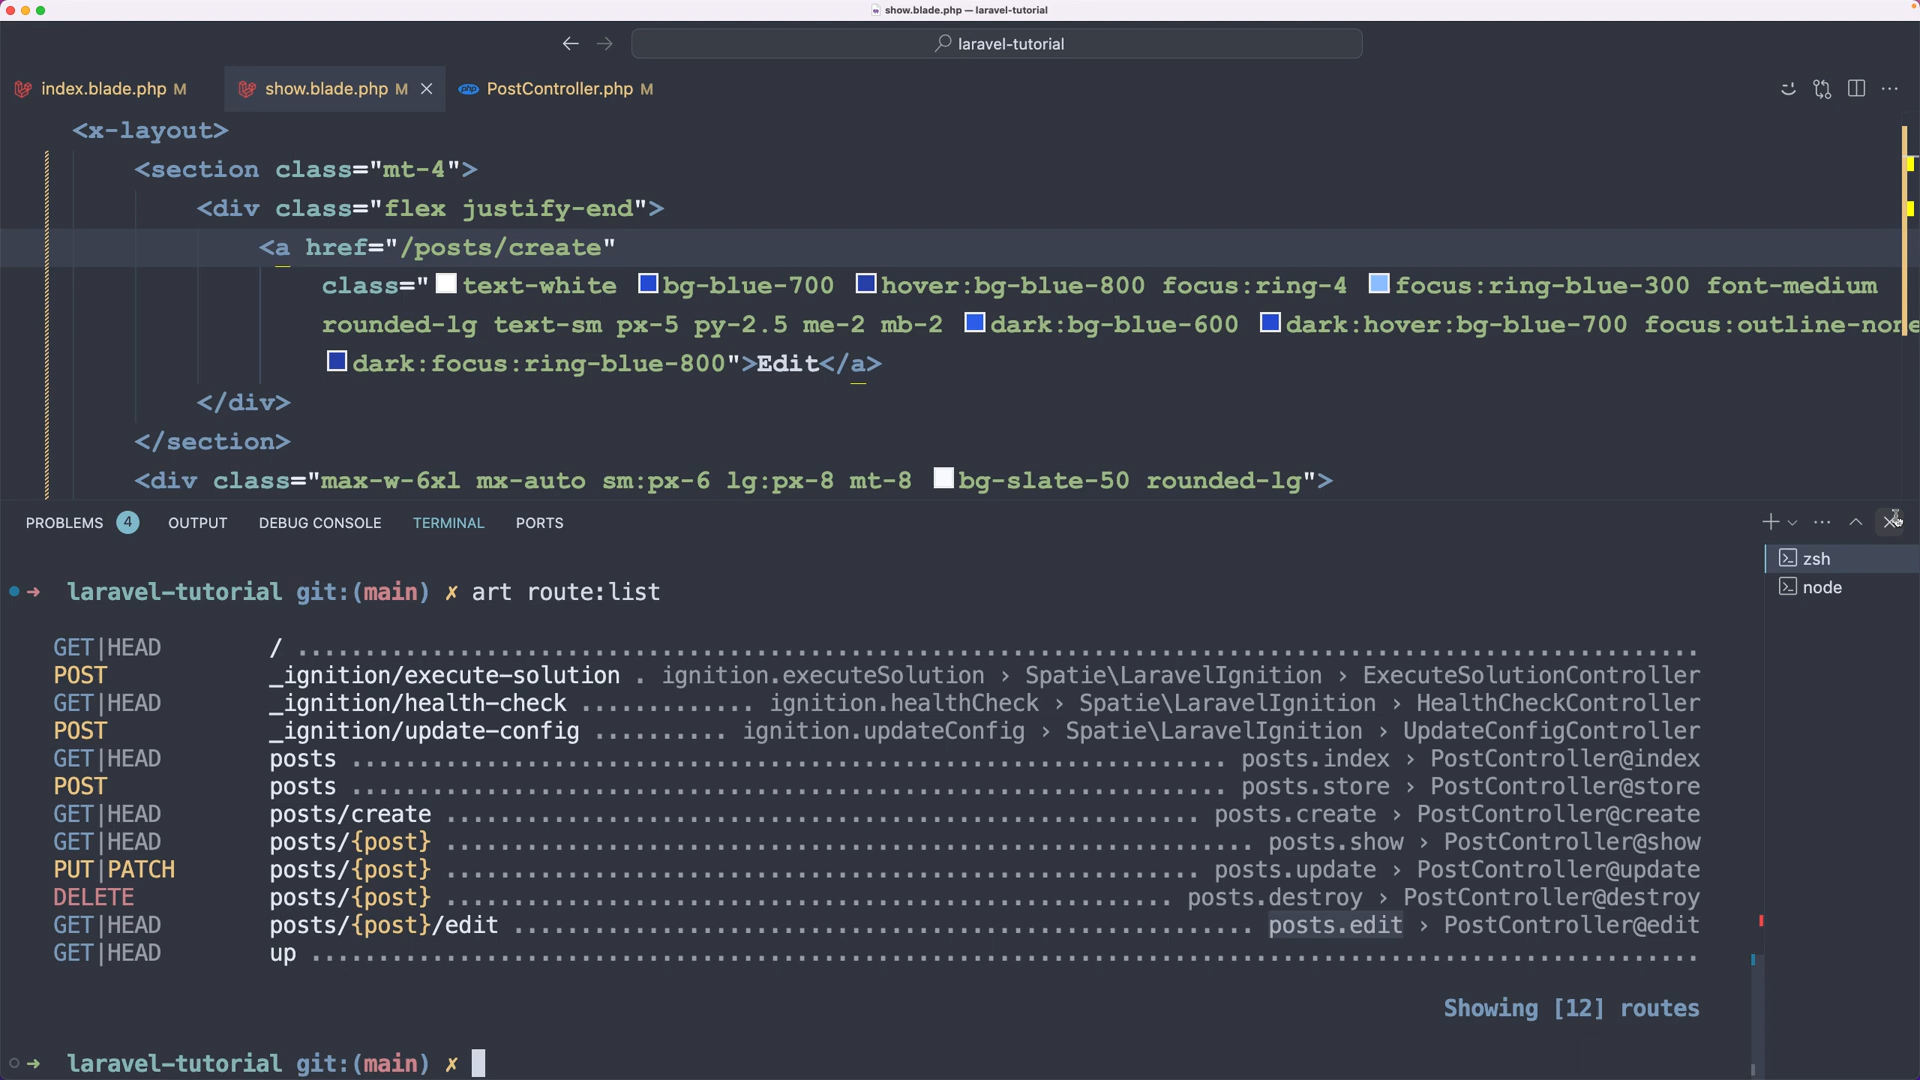 show.blade.php — laravel-tutorial
laravel-tutorial
index.blade.php M
show.blade.php M
PostController.php M
<x-layout>
<section class="mt-4">
<div class="flex justify-end">
<a href="/posts/create"
class="text-white bg-blue-700 hover:bg-blue-800 focus:ring-4 focus:ring-blue-300 font-medium
rounded-lg text-sm px-5 py-2.5 me-2 mb-2 dark:bg-blue-600 dark:hover:bg-blue-700 focus:outline-none
dark:focus:ring-blue-800">Edit</a>
</div>
</section>
<div class="max-w-6xl mx-auto sm:px-6 lg:px-8 mt-8 bg-slate-50 rounded-lg">
PROBLEMS 4 OUTPUT DEBUG CONSOLE TERMINAL PORTS
zsh
node
→ laravel-tutorial git:(main) ✗ art route:list
GET|HEAD / ........................................................................................................
POST _ignition/execute-solution . ignition.executeSolution › Spatie\LaravelIgnition › ExecuteSolutionController
GET|HEAD _ignition/health-check ............. ignition.healthCheck › Spatie\LaravelIgnition › HealthCheckController
POST _ignition/update-config .......... ignition.updateConfig › Spatie\LaravelIgnition › UpdateConfigController
GET|HEAD posts ................................................................. posts.index › PostController@index
POST posts ................................................................. posts.store › PostController@store
GET|HEAD posts/create ........................................................ posts.create › PostController@create
GET|HEAD posts/{post} ............................................................ posts.show › PostController@show
PUT|PATCH posts/{post} ........................................................ posts.update › PostController@update
DELETE posts/{post} ...................................................... posts.destroy › PostController@destroy
GET|HEAD posts/{post}/edit ....................................................... posts.edit › PostController@edit
GET|HEAD up .......................................................................................................
Showing [12] routes
→ laravel-tutorial git:(main) ✗